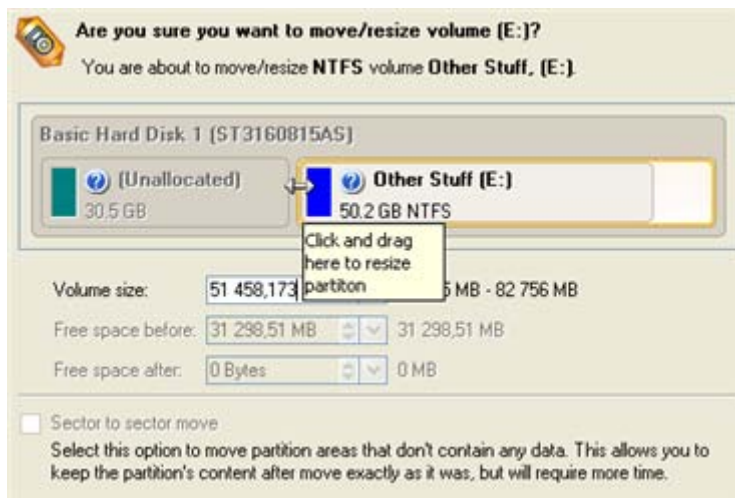 Are you sure you want to move/resize volume (E:)?
You are about to move/resize NTFS volume Other Stuff, (E:).
Basic Hard Disk 1 (ST3160815AS)
(Unallocated)
30.5 GB
Other Stuff (E:)
50.2 GB NTFS
Click and drag
here to resize
partiton
Volume size: 51 458,173 MB - 82 756 MB
Free space before: 31 298,51 MB 31 298,51 MB
Free space after: 0 Bytes 0 MB
Sector to sector move
Select this option to move partition areas that don't contain any data. This allows you to
keep the partition's content after move exactly as it was, but will require more time.